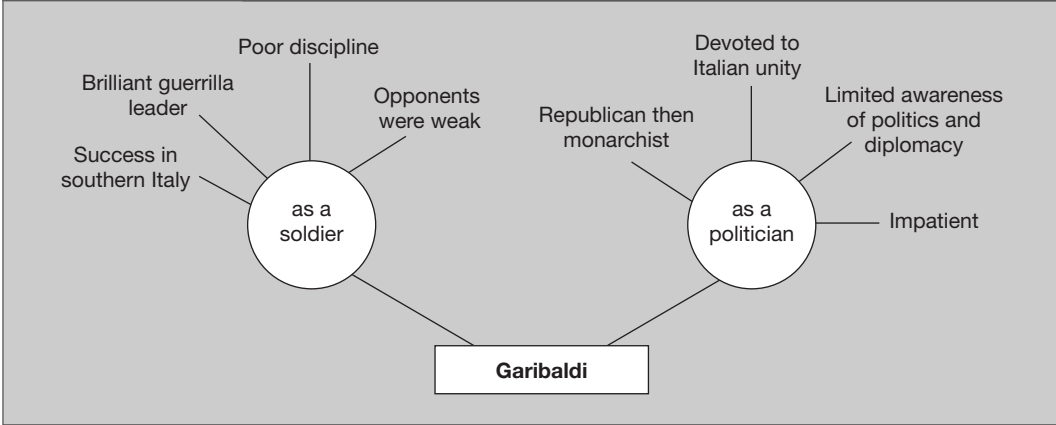 Poor discipline
Brilliant guerrilla
leader
Opponents
were weak
Success in
southern Italy
as a
soldier
Devoted to
Italian unity
Republican then
monarchist
Limited awareness
of politics and
diplomacy
as a
politician
Impatient
Garibaldi